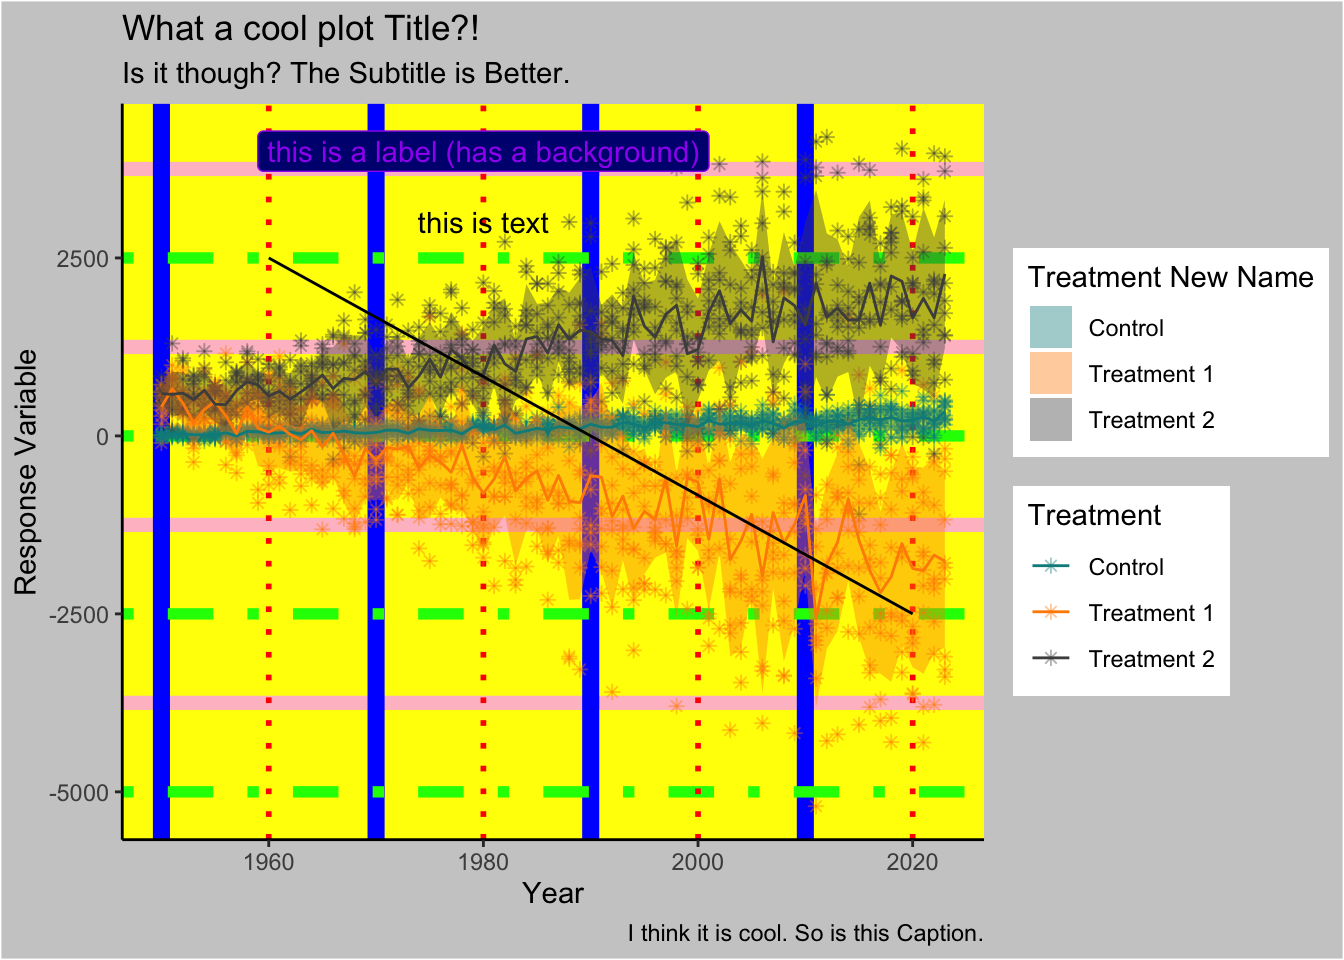 What a cool plot Title?!
Is it though? The Subtitle is Better.
this is a label (has a background)
this is text
Response Variable
2500
0
-2500
-5000
1960
1980
2000
2020
Year
I think it is cool. So is this Caption.
Treatment New Name
Control
Treatment 1
Treatment 2
Treatment
Control
Treatment 1
Treatment 2